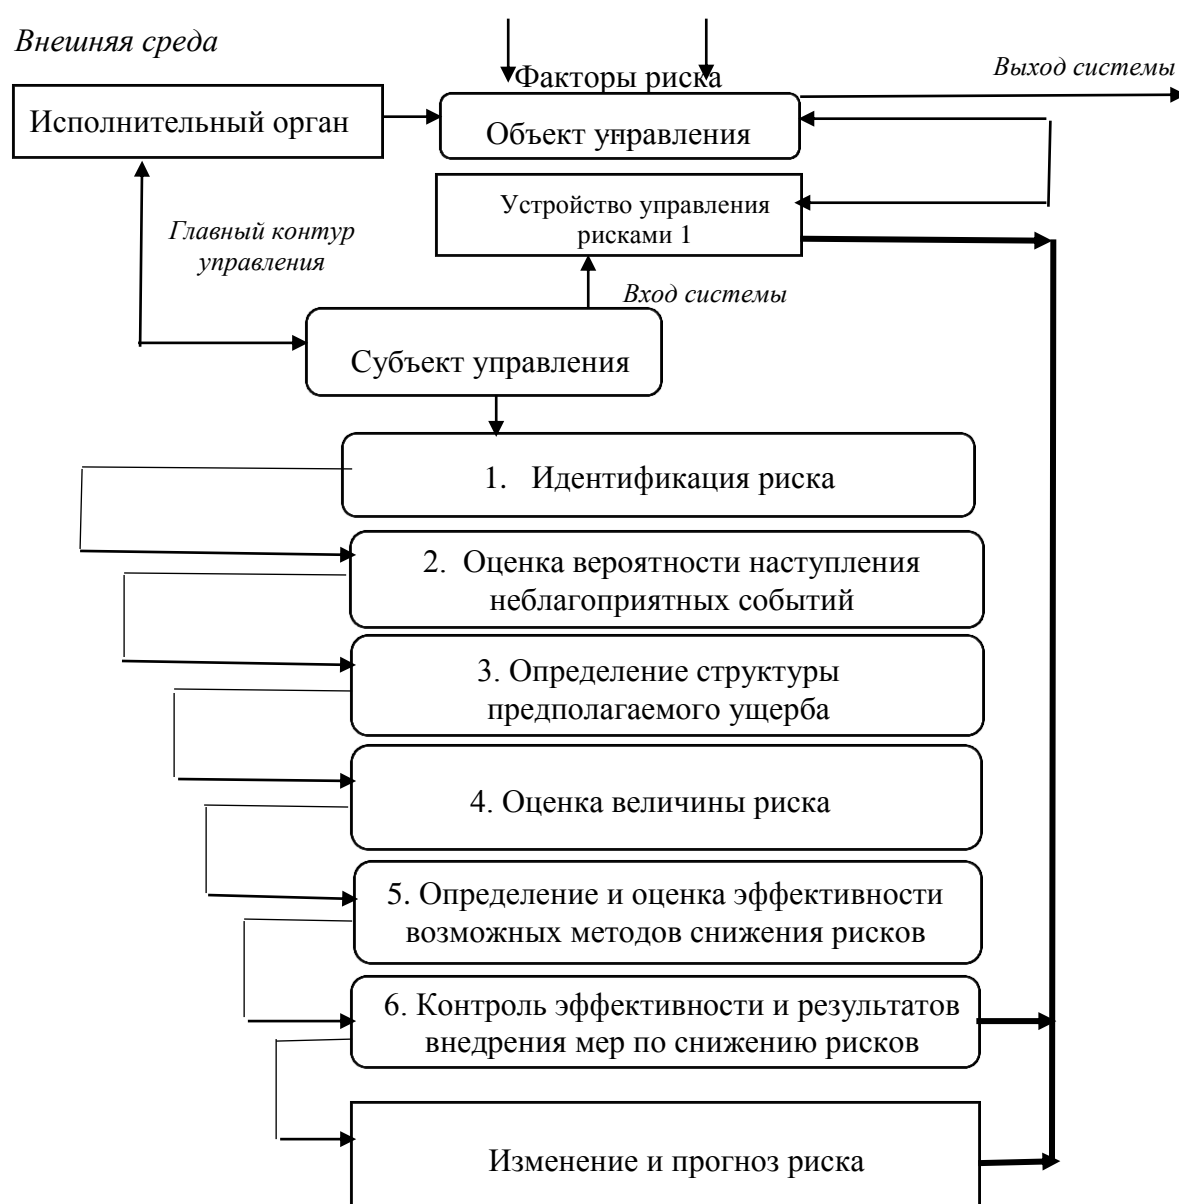 Внешняя среда
Факторы риска
Выход системы
Исполнительный орган
Объект управления
Устройство управления
рисками 1
Главный контур
управления
Вход системы
Субъект управления
1. Идентификация риска
2. Оценка вероятности наступления
неблагоприятных событий
3. Определение структуры
предполагаемого ущерба
4. Оценка величины риска
5. Определение и оценка эффективности
возможных методов снижения рисков
6. Контроль эффективности и результатов
внедрения мер по снижению рисков
Изменение и прогноз риска